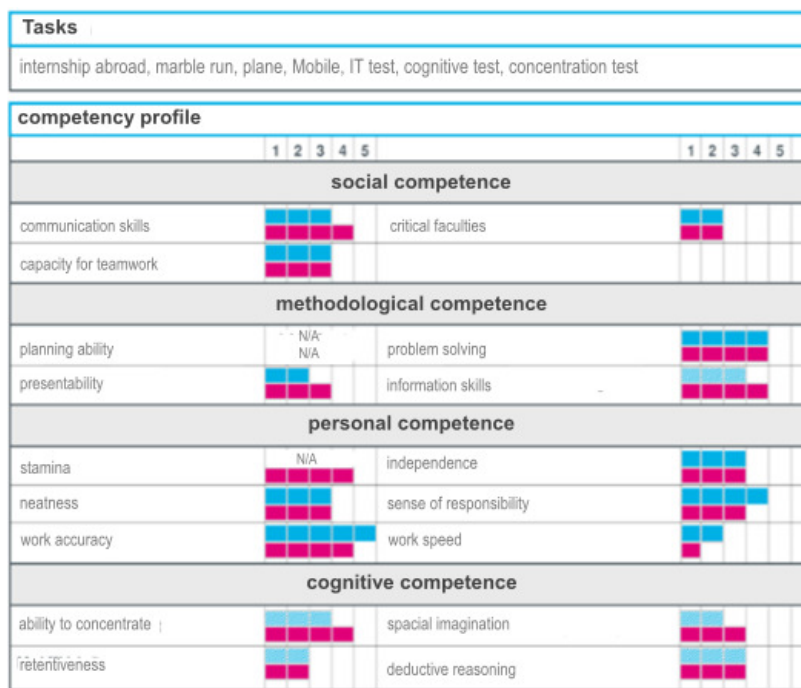 Tasks
internship abroad, marble run, plane, Mobile, IT test, cognitive test, concentration test
competency profile
1 2 3 4 5 1 2 3 4 5
social competence
communication skills critical faculties
capacity for teamwork
methodological competence
N/A
planning ability problem solving
N/A
presentability information skills
personal competence
N/A
stamina independence
neatness sense of responsibility
work accuracy work speed
cognitive competence
ability to concentrate spacial imagination
retentiveness deductive reasoning